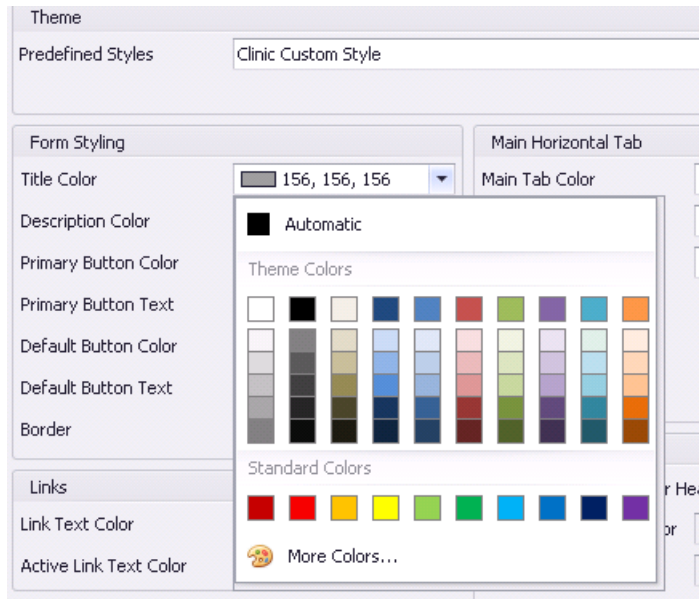 Theme
Predefined Styles Clinic Custom Style
Form Styling
Title Color 156, 156, 156
Description Color
Primary Button Color
Primary Button Text
Default Button Color
Default Button Text
Border
Links
Link Text Color
Active Link Text Color
Automatic
Theme Colors
Standard Colors
More Colors...
Main Horizontal Tab
Main Tab Color